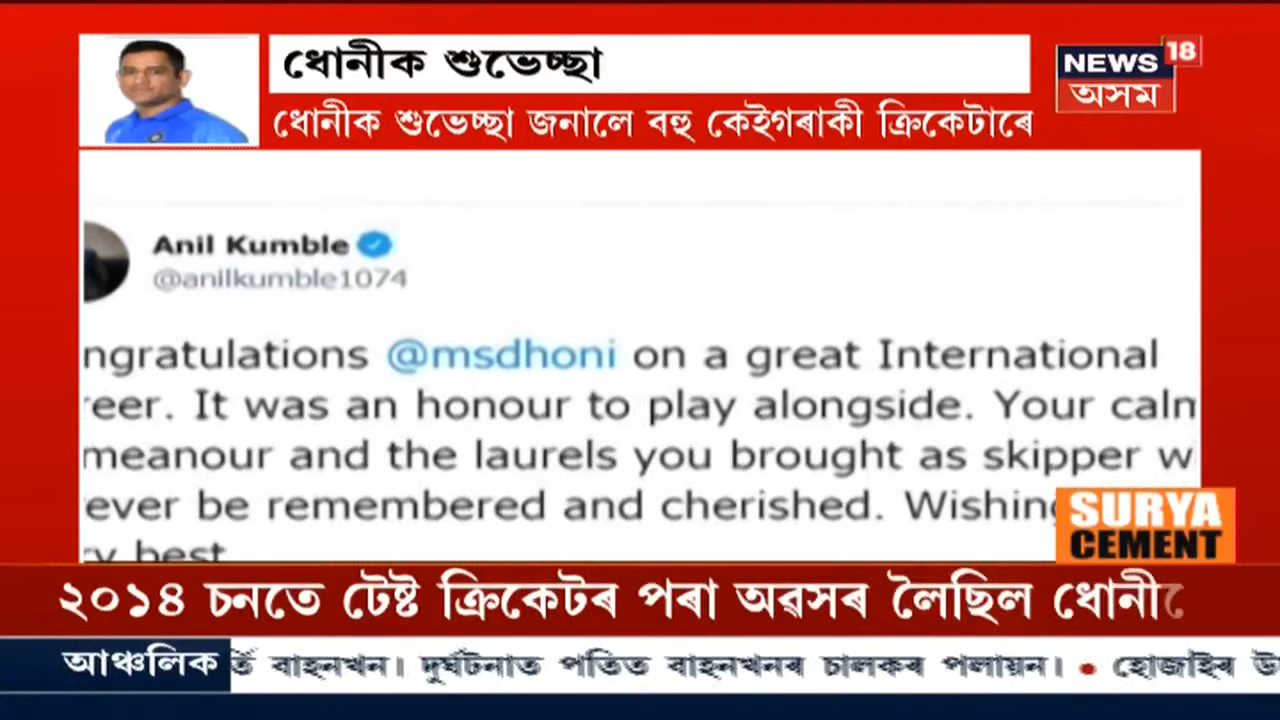 ধোনীক শুভেচ্ছা
NEWS 18
অসম
ধোনীক শুভেচ্ছা জনালে বহু কেইগৰাকী ক্ৰিকেটাৰে
Anil Kumble
@anilkumble1074
ngratulations @msdhoni on a great International
reer. It was an honour to play alongside. Your calm
meanour and the laurels you brought as skipper w
ever be remembered and cherished. Wishing
ry best
SURYA
CEMENT
২০১৪ চনতে টেষ্ট ক্ৰিকেটৰ পৰা অৱসৰ লৈছিল ধোনীয়ে
আঞ্চলিক
বাহনখন। দুৰ্ঘটনাত পতিত বাহনখনৰ চালকৰ পলায়ন। • হোজাইৰ